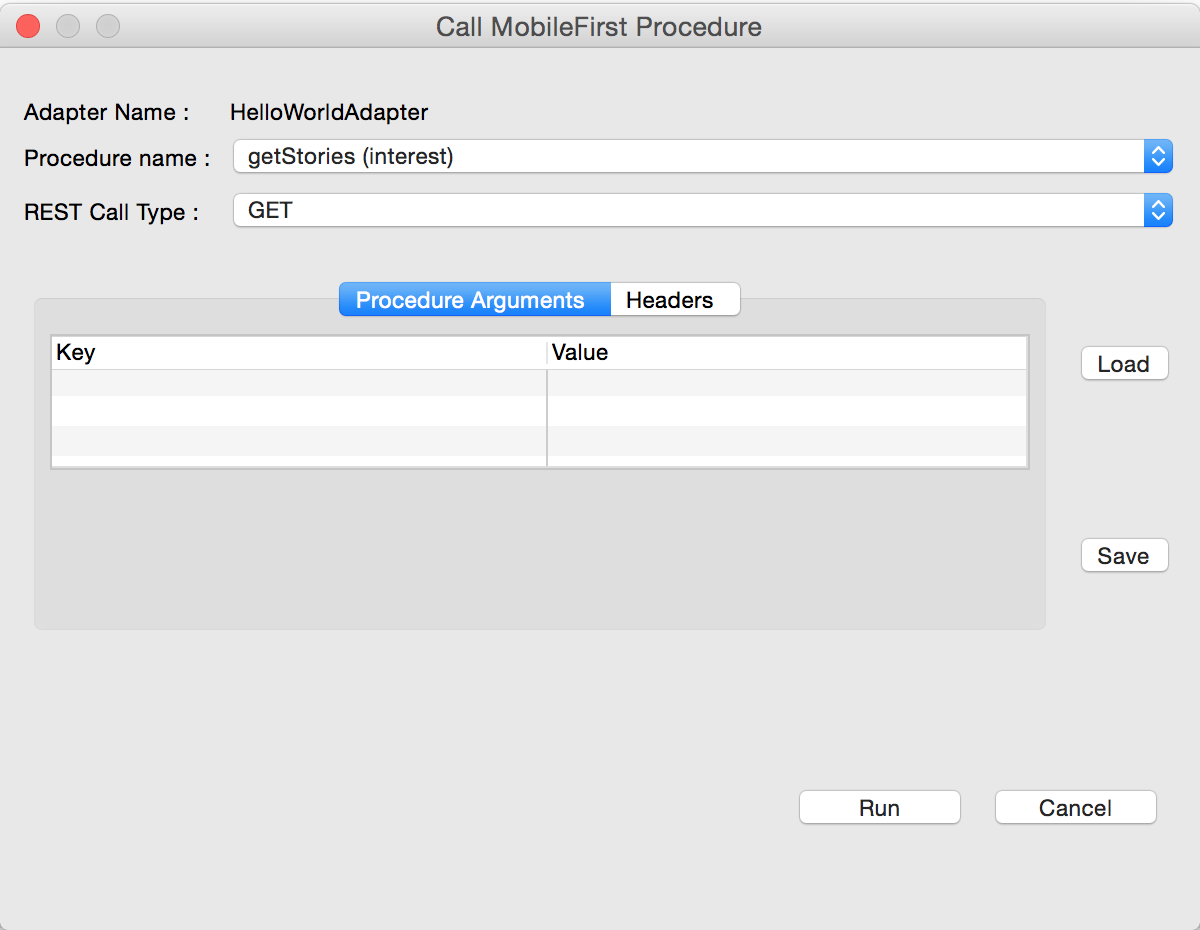 Call MobileFirst Procedure
Adapter Name : HelloWorldAdapter
Procedure name : getStories (interest)
REST Call Type : GET
Procedure Arguments Headers
Key Value
Load
Save
Run Cancel